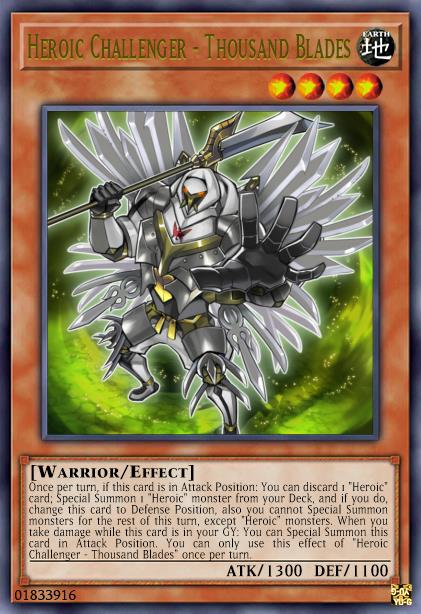 Heroic Challenger - Thousand Blades
EARTH
地
[Warrior/Effect]
Once per turn, if this card is in Attack Position: You can discard 1 "Heroic"
card; Special Summon 1 "Heroic" monster from your Deck, and if you do,
change this card to Defense Position, also you cannot Special Summon
monsters for the rest of this turn, except "Heroic" monsters. When you
take damage while this card is in your GY: You can Special Summon this
card in Attack Position. You can only use this effect of "Heroic
Challenger - Thousand Blades" once per turn.
ATK/1300 DEF/1100
01833916